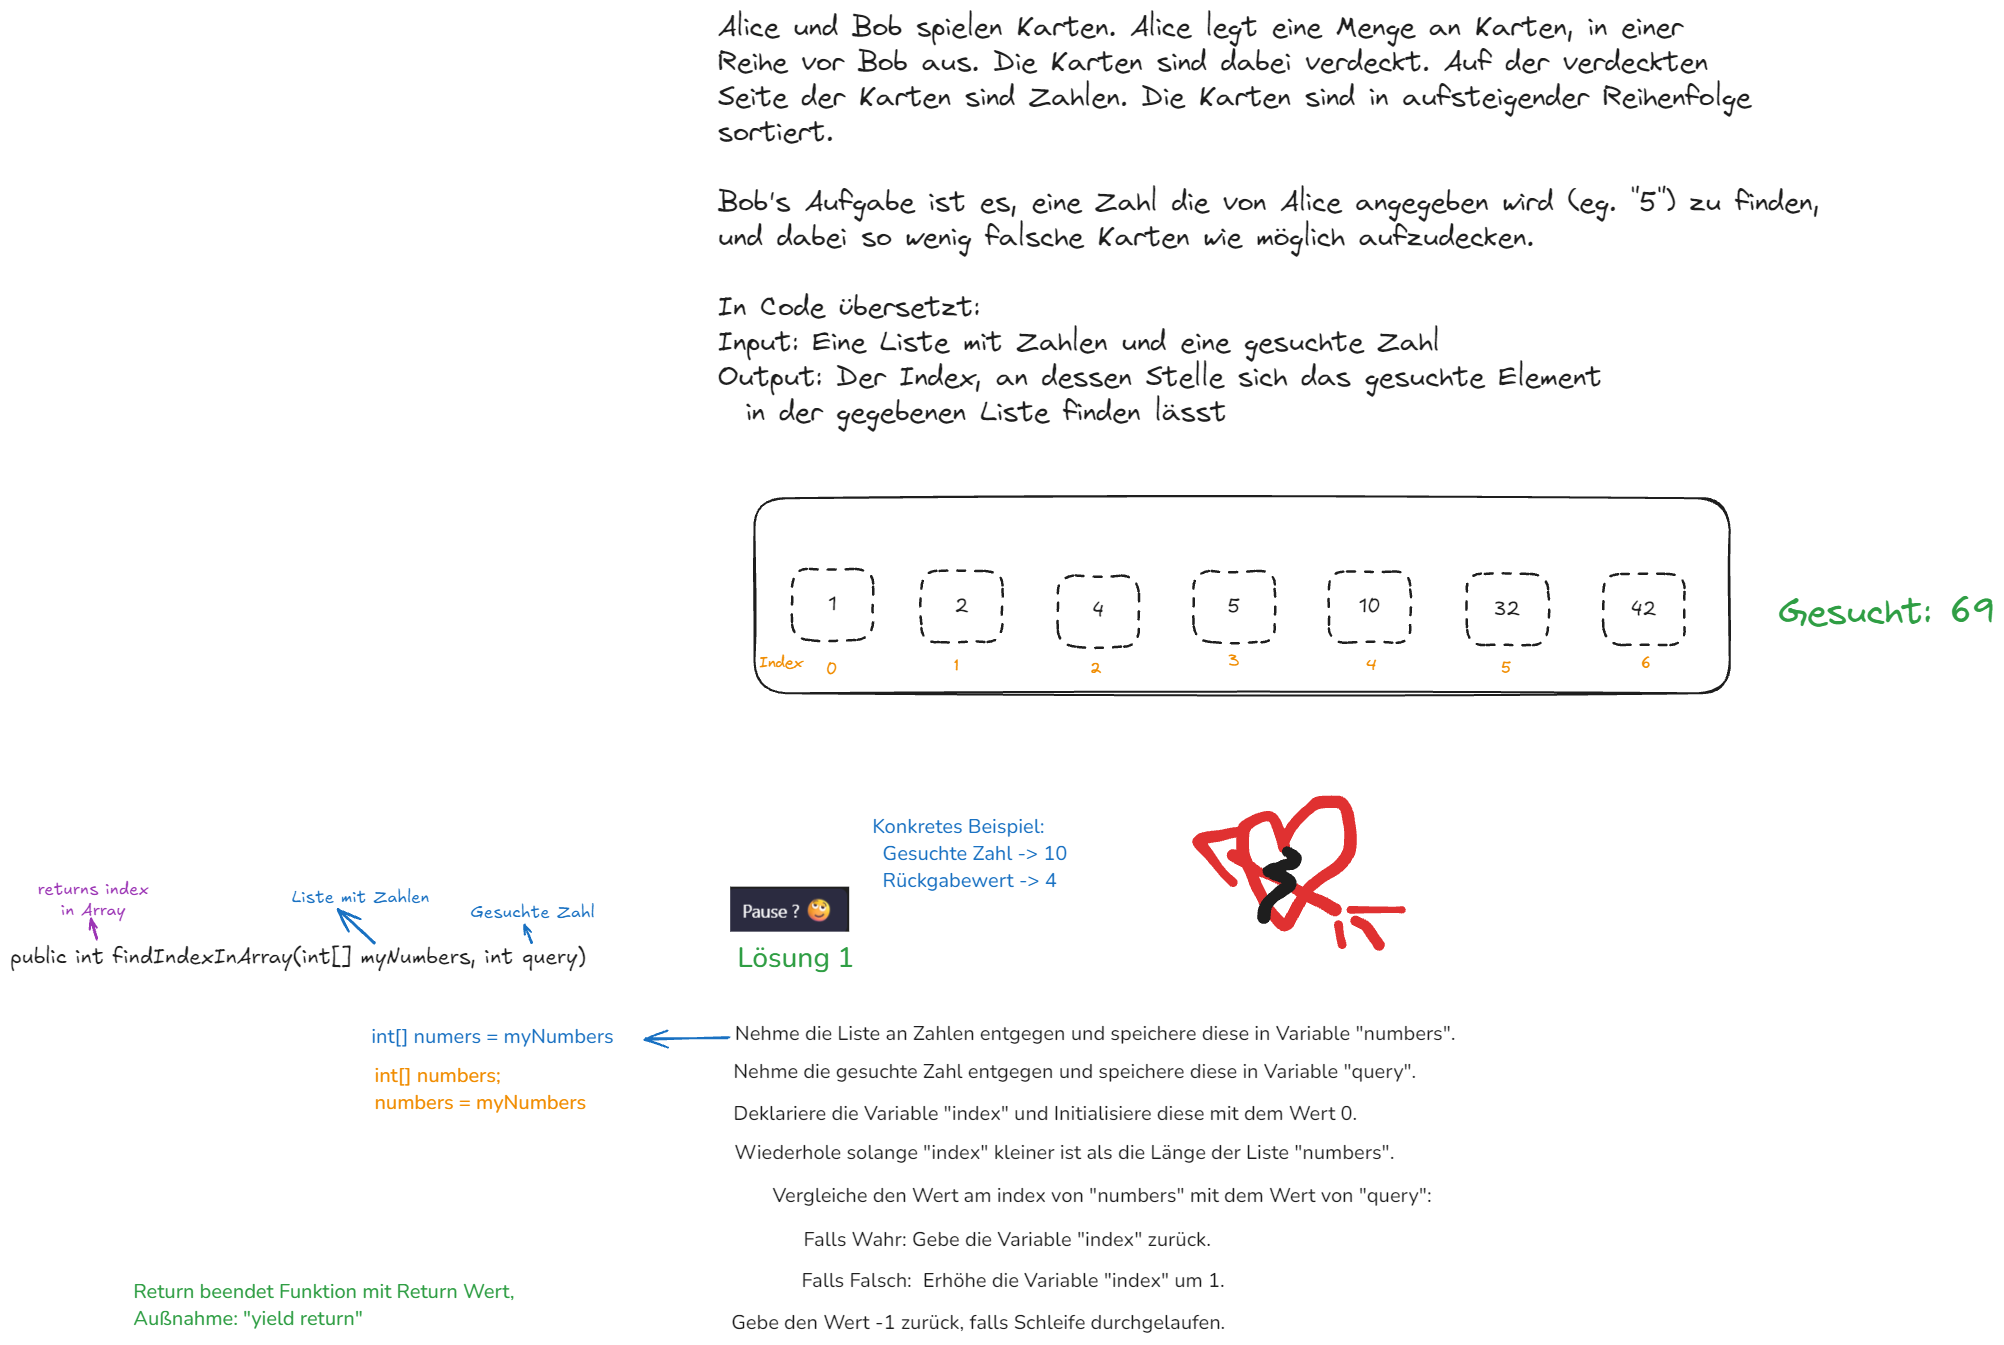 Alice und Bob spielen Karten. Alice legt eine Menge an Karten, in einer
Reihe vor Bob aus. Die Karten sind dabei verdeckt. Auf der verdeckten
Seite der Karten sind Zahlen. Die Karten sind in aufsteigender Reihenfolge
sortiert.
Bob's Aufgabe ist es, eine Zahl die von Alice angegeben wird (eg. "5") zu finden,
und dabei so wenig falsche Karten wie möglich aufzudecken.
In Code übersetzt:
Input: Eine Liste mit Zahlen und eine gesuchte Zahl
Output: Der Index, an dessen Stelle sich das gesuchte Element
in der gegebenen Liste finden lässt
1 2 4 5 10 32 42
Index 0 1 2 3 4 5 6
Gesucht: 69
Konkretes Beispiel:
Gesuchte Zahl -> 10
Rückgabewert -> 4
returns index
in Array
Liste mit Zahlen
Gesuchte Zahl
public int findIndexInArray(int[] myNumbers, int query)
Pause ? 🙄
Lösung 1
int[] numers = myNumbers
int[] numbers;
numbers = myNumbers
Nehme die Liste an Zahlen entgegen und speichere diese in Variable "numbers".
Nehme die gesuchte Zahl entgegen und speichere diese in Variable "query".
Deklariere die Variable "index" und Initialisiere diese mit dem Wert 0.
Wiederhole solange "index" kleiner ist als die Länge der Liste "numbers".
Vergleiche den Wert am index von "numbers" mit dem Wert von "query":
Falls Wahr: Gebe die Variable "index" zurück.
Falls Falsch:  Erhöhe die Variable "index" um 1.
Gebe den Wert -1 zurück, falls Schleife durchgelaufen.
Return beendet Funktion mit Return Wert,
Außnahme: "yield return"